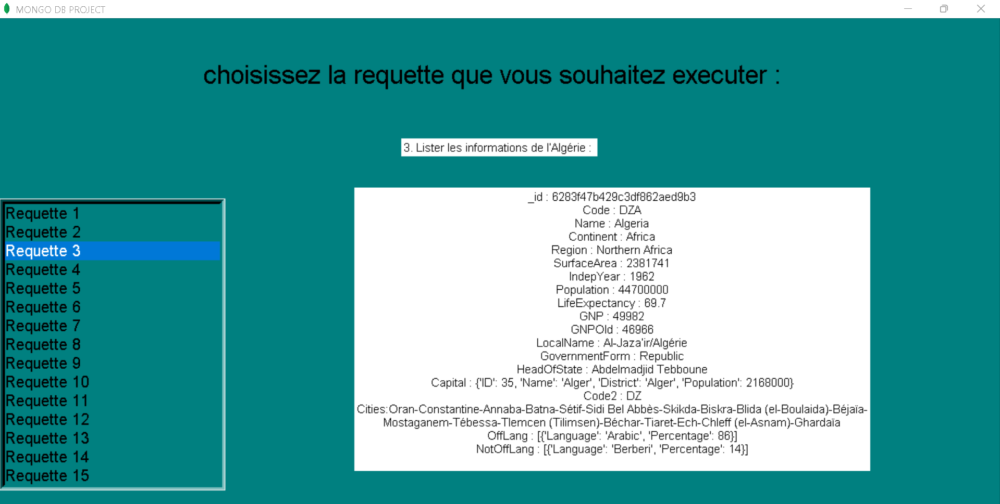 MONGO DB PROJECT
choisissez la requette que vous souhaitez executer :
3. Lister les informations de l'Algérie :
Requette 1
Requette 2
Requette 3
Requette 4
Requette 5
Requette 6
Requette 7
Requette 8
Requette 9
Requette 10
Requette 11
Requette 12
Requette 13
Requette 14
Requette 15
_id : 6283f47b429c3df862aed9b3
Code : DZA
Name : Algeria
Continent : Africa
Region : Northern Africa
SurfaceArea : 2381741
IndepYear : 1962
Population : 44700000
LifeExpectancy : 69.7
GNP : 49982
GNPOld : 46966
LocalName : Al-Jaza'ir/Algérie
GovernmentForm : Republic
HeadOfState : Abdelmadjid Tebboune
Capital : {'ID': 35, 'Name': 'Alger', 'District': 'Alger', 'Population': 2168000}
Code2 : DZ
Cities:Oran-Constantine-Annaba-Batna-Sétif-Sidi Bel Abbès-Skikda-Biskra-Blida (el-Boulaida)-Béjaïa-
Mostaganem-Tébessa-Tlemcen (Tilimsen)-Béchar-Tiaret-Ech-Chleff (el-Asnam)-Ghardaïa
OffLang : [{'Language': 'Arabic', 'Percentage': 86}]
NotOffLang : [{'Language': 'Berberi', 'Percentage': 14}]